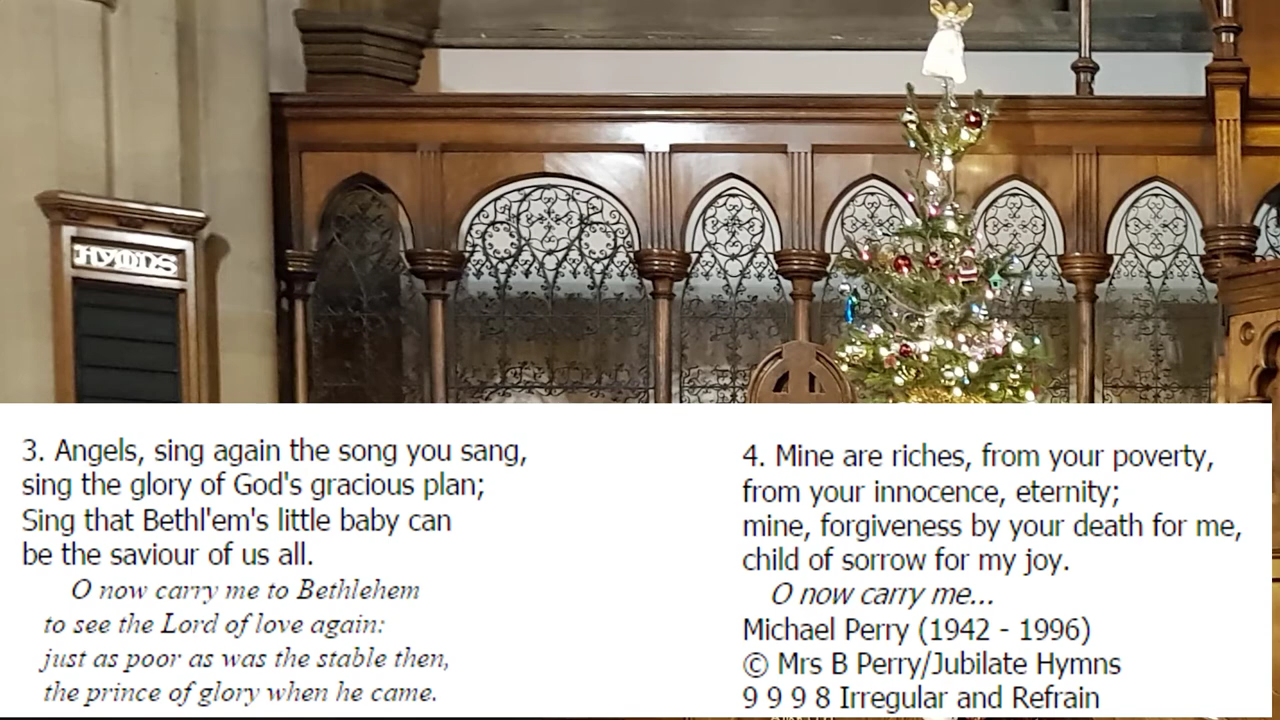 HYMNS
3. Angels, sing again the song you sang,
sing the glory of God's gracious plan;
Sing that Bethl'em's little baby can
be the saviour of us all.
O now carry me to Bethlehem
to see the Lord of love again:
just as poor as was the stable then,
the prince of glory when he came.
4. Mine are riches, from your poverty,
from your innocence, eternity;
mine, forgiveness by your death for me,
child of sorrow for my joy.
O now carry me...
Michael Perry (1942 - 1996)
© Mrs B Perry/Jubilate Hymns
9 9 9 8 Irregular and Refrain